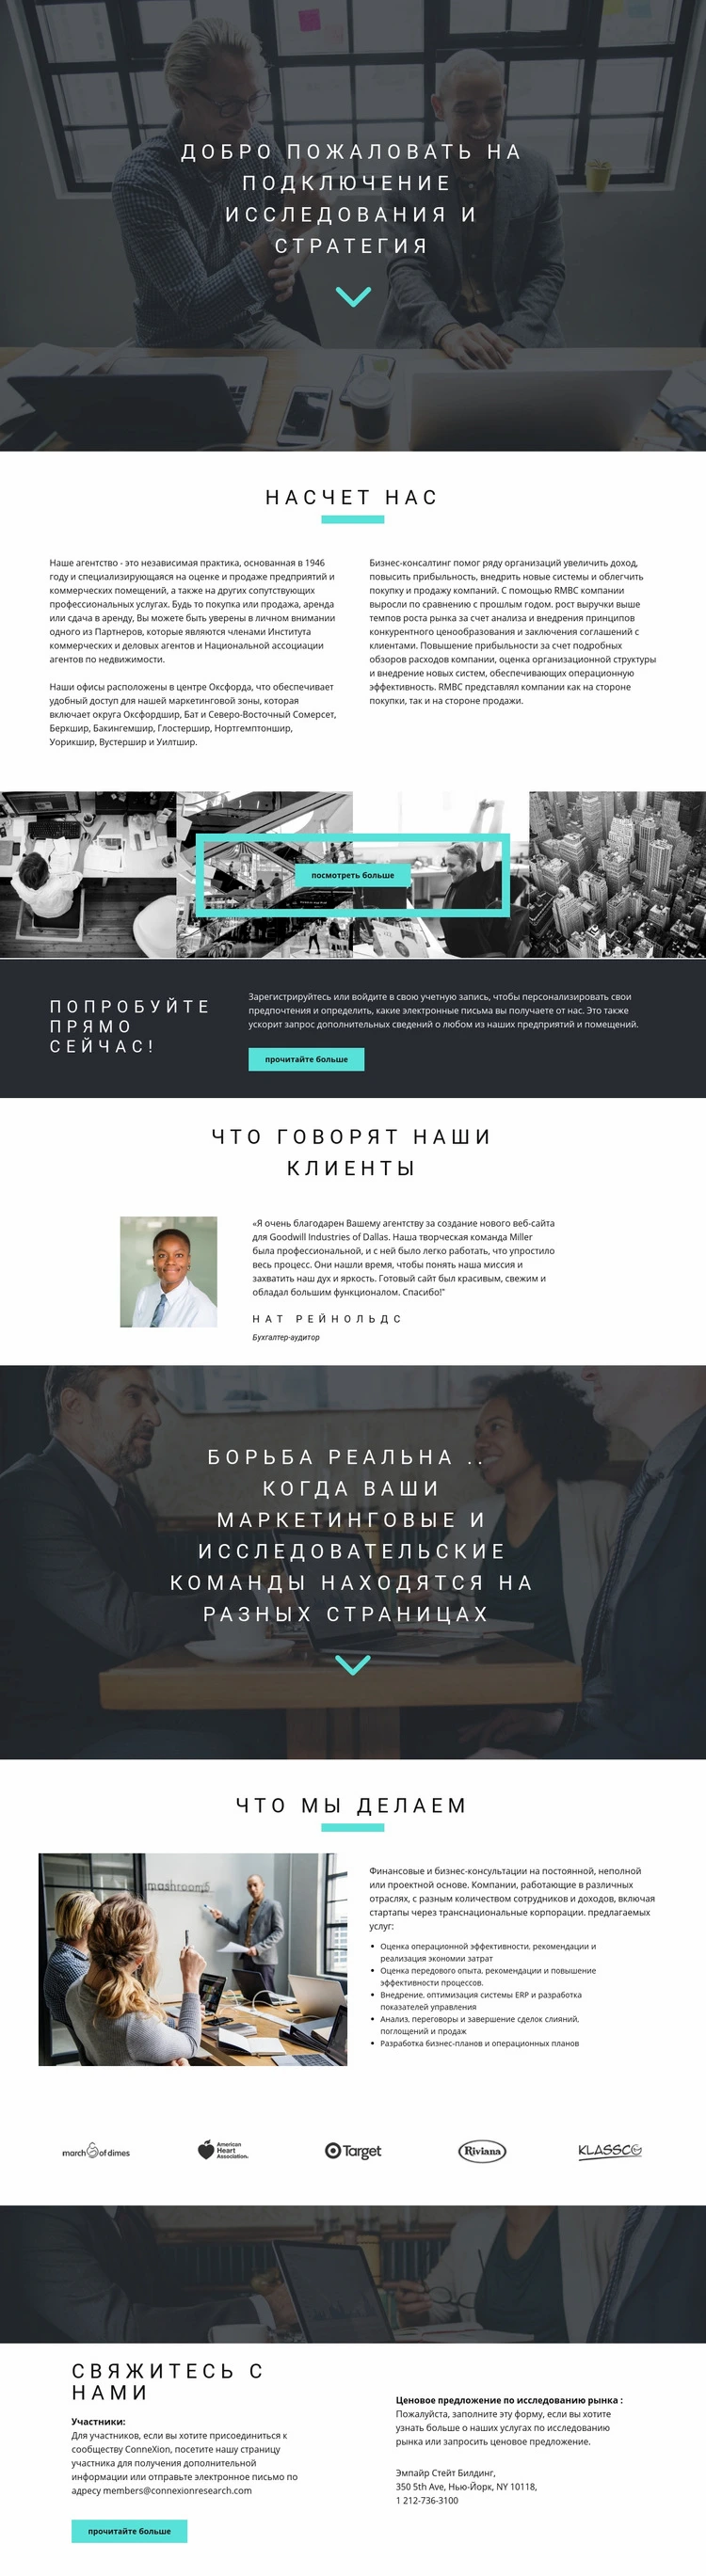 ДОБРО ПОЖАЛОВАТЬ НА
ПОДКЛЮЧЕНИЕ
ИССЛЕДОВАНИЯ И
СТРАТЕГИЯ
НАСЧЕТ НАС
Наше агентство - это независимая практика, основанная в 1946
году и специализирующаяся на оценке и продаже предприятий и
коммерческих помещений, а также на других сопутствующих
профессиональных услугах. Будь то покупка или продажа, аренда
или сдача в аренду, Вы можете быть уверены в личном внимании
одного из Партнеров, которые являются членами Института
коммерческих и деловых агентов и Национальной ассоциации
агентов по недвижимости.
Наши офисы расположены в центре Оксфорда, что обеспечивает
удобный доступ для нашей маркетинговой зоны, которая
включает округа Оксфордшир, Бат и Северо-Восточный Сомерсет,
Беркшир, Бакингемшир, Глостершир, Нортгемптоншир,
Уорикшир, Вустершир и Уилтшир.
Бизнес-консалтинг помог ряду организаций увеличить доход,
повысить прибыльность, внедрить новые системы и облегчить
покупку и продажу компаний. С помощью RMBC компании
выросли по сравнению с прошлым годом. рост выручки выше
темпов роста рынка за счет анализа и внедрения принципов
конкурентного ценообразования и заключения соглашений с
клиентами. Повышение прибыльности за счет подробных
обзоров расходов компании, оценка организационной структуры
и внедрение новых систем, обеспечивающих операционную
эффективность. RMBC представлял компании как на стороне
покупки, так и на стороне продажи.
посмотреть больше
ПОПРОБУЙТЕ
ПРЯМО
СЕЙЧАС!
Зарегистрируйтесь или войдите в свою учетную запись, чтобы персонализировать свои
предпочтения и определить, какие электронные письма вы получаете от нас. Это также
ускорит запрос дополнительных сведений о любом из наших предприятий и помещений.
прочитайте больше
ЧТО ГОВОРЯТ НАШИ
КЛИЕНТЫ
«Я очень благодарен Вашему агентству за создание нового веб-сайта
для Goodwill Industries of Dallas. Наша творческая команда Miller
была профессиональной, и с ней было легко работать, что упростило
весь процесс. Они нашли время, чтобы понять наша миссия и
захватить наш дух и яркость. Готовый сайт был красивым, свежим и
обладал большим функционалом. Спасибо!"
НАТ РЕЙНОЛЬДС
Бухгалтер-аудитор
БОРЬБА РЕАЛЬНА ..
КОГДА ВАШИ
МАРКЕТИНГОВЫЕ И
ИССЛЕДОВАТЕЛЬСКИЕ
КОМАНДЫ НАХОДЯТСЯ НА
РАЗНЫХ СТРАНИЦАХ
ЧТО МЫ ДЕЛАЕМ
mashrooms
Финансовые и бизнес-консультации на постоянной, неполной
или проектной основе. Компании, работающие в различных
отраслях, с разным количеством сотрудников и доходов, включая
стартапы через транснациональные корпорации. предлагаемых
услуг:
• Оценка операционной эффективности, рекомендации и
реализация экономии затрат
• Оценка передового опыта, рекомендации и повышение
эффективности процессов.
• Внедрение, оптимизация системы ERP и разработка
показателей управления
• Анализ, переговоры и завершение сделок слияний,
поглощений и продаж
• Разработка бизнес-планов и операционных планов
march of dimes
American
Heart
Association.
Target
Riviana
KLASSCO
СВЯЖИТЕСЬ С
НАМИ
Участники:
Для участников, если вы хотите присоединиться к
сообществу ConneXion, посетите нашу страницу
участника для получения дополнительной
информации или отправьте электронное письмо по
адресу members@connexionresearch.com
прочитайте больше
Ценовое предложение по исследованию рынка :
Пожалуйста, заполните эту форму, если вы хотите
узнать больше о наших услугах по исследованию
рынка или запросить ценовое предложение.
Эмпайр Стейт Билдинг,
350 5th Ave, Нью-Йорк, NY 10118,
1 212-736-3100